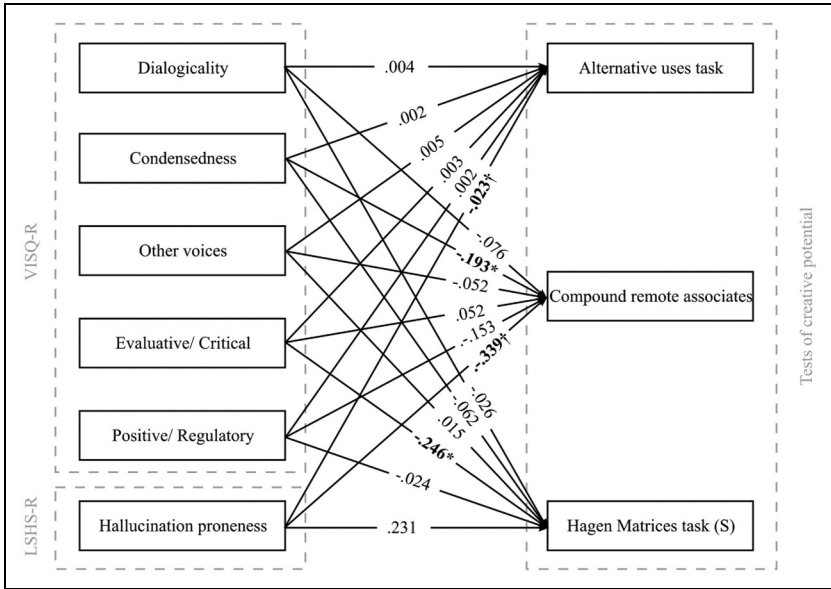 Dialogicality
Condensedness
Other voices
Evaluative/ Critical
Positive/ Regulatory
Hallucination proneness
VISQ-R
LSHS-R
.004
.002
.005
.003
.002
-.023†
-.076
-.193*
-.052
.052
-.153
-.339†
-.026
-.062
.015
-.246*
-.024
.231
Alternative uses task
Compound remote associates
Hagen Matrices task (S)
Tests of creative potential